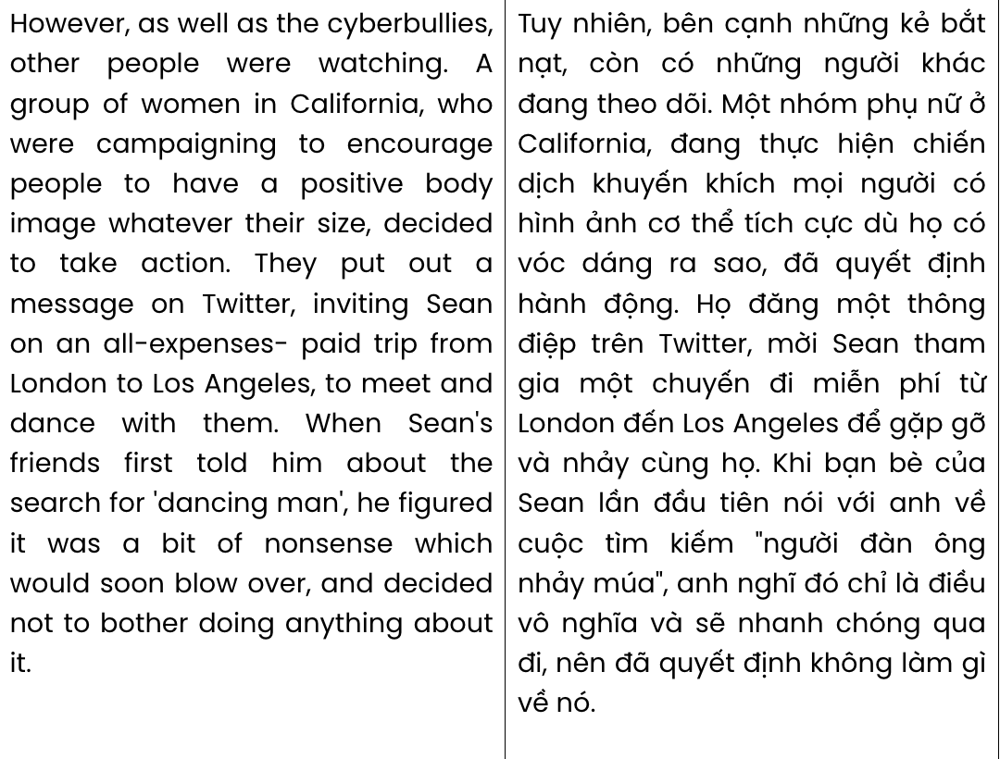 However, as well as the cyberbullies,
other people were watching. A
group of women in California, who
were campaigning to encourage
people to have a positive body
image whatever their size, decided
to take action. They put out a
message on Twitter, inviting Sean
on an all-expenses- paid trip from
London to Los Angeles, to meet and
dance with them. When Sean's
friends first told him about the
search for 'dancing man', he figured
it was a bit of nonsense which
would soon blow over, and decided
not to bother doing anything about
it.
Tuy nhiên, bên cạnh những kẻ bắt
nạt, còn có những người khác
đang theo dõi. Một nhóm phụ nữ ở
California, đang thực hiện chiến
dịch khuyến khích mọi người có
hình ảnh cơ thể tích cực dù họ có
vóc dáng ra sao, đã quyết định
hành động. Họ đăng một thông
điệp trên Twitter, mời Sean tham
gia một chuyến đi miễn phí từ
London đến Los Angeles để gặp gỡ
và nhảy cùng họ. Khi bạn bè của
Sean lần đầu tiên nói với anh về
cuộc tìm kiếm "người đàn ông
nhảy múa", anh nghĩ đó chỉ là điều
vô nghĩa và sẽ nhanh chóng qua
đi, nên đã quyết định không làm gì
về nó.